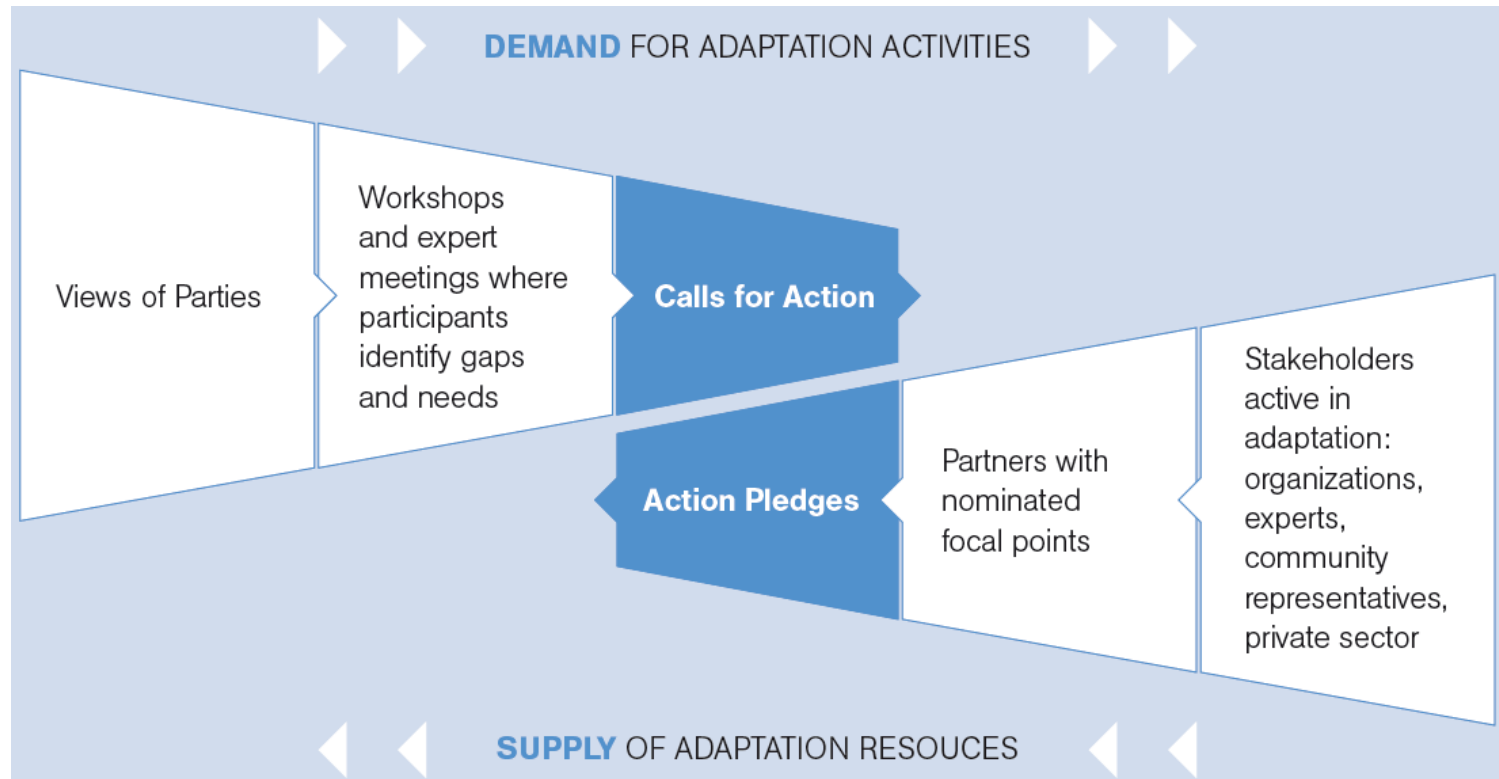 DEMAND FOR ADAPTATION ACTIVITIES
Views of Parties
Workshops
and expert
meetings where
participants
identify gaps
and needs
Calls for Action
Action Pledges
Partners with
nominated
focal points
Stakeholders
active in
adaptation:
organizations,
experts,
community
representatives,
private sector
SUPPLY OF ADAPTATION RESOUCES